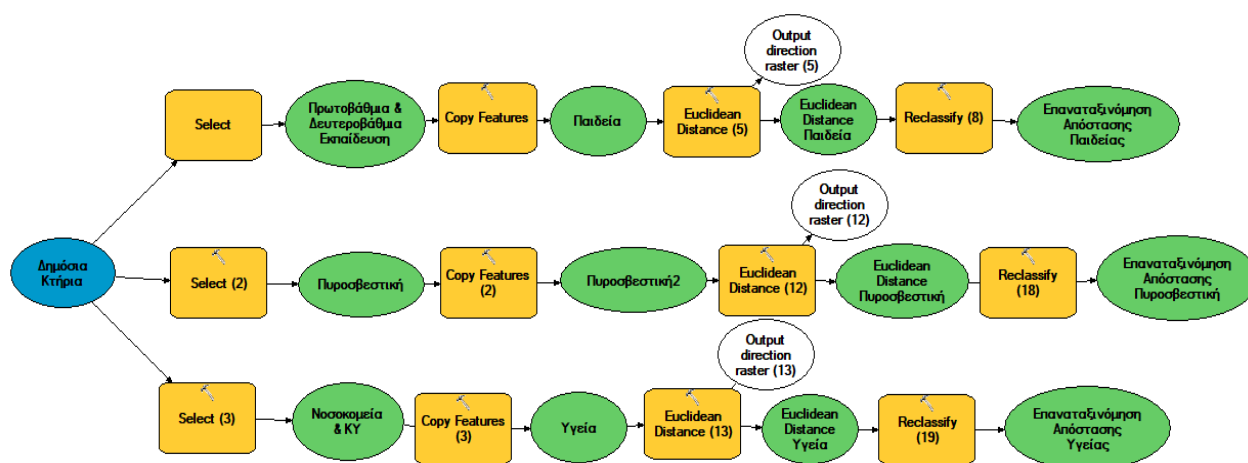 Output
direction
raster (5)
Select
Πρωτοβάθμια &
Δευτεροβάθμια
Εκπαίδευση
Copy Features
Παιδεία
Euclidean
Distance (5)
Euclidean
Distance
Παιδεία
Reclassify (8)
Επαναταξινόμηση
Απόστασης
Παιδείας
Output
direction
raster (12)
Δημόσια
Κτήρια
Select (2)
Πυροσβεστική
Copy Features
(2)
Πυροσβεστική2
Euclidean
Distance (12)
Euclidean
Distance
Πυροσβεστική
Reclassify
(18)
Επαναταξινόμηση
Απόστασης
Πυροσβεστική
Output
direction
raster (13)
Select (3)
Νοσοκομεία
& ΚΥ
Copy Features
(3)
Υγεία
Euclidean
Distance (13)
Euclidean
Distance
Υγεία
Reclassify
(19)
Επαναταξινόμηση
Απόστασης
Υγείας